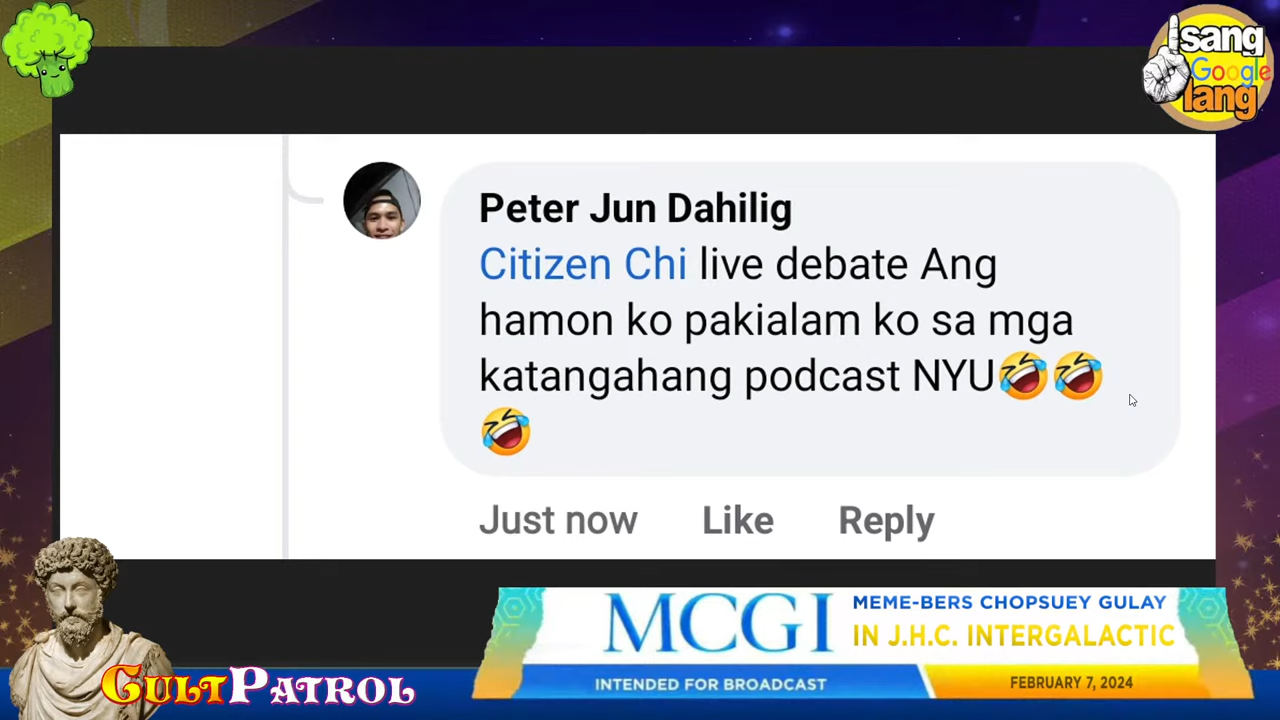 Isang
Google
lang
Peter Jun Dahilig
Citizen Chi live debate Ang
hamon ko pakialam ko sa mga
katangahang podcast NYU🤣🤣
🤣
Just now Like Reply
MCGI
MEME-BERS CHOPSUEY GULAY
IN J.H.C. INTERGALACTIC
INTENDED FOR BROADCAST
FEBRUARY 7, 2024
CULTPATROL